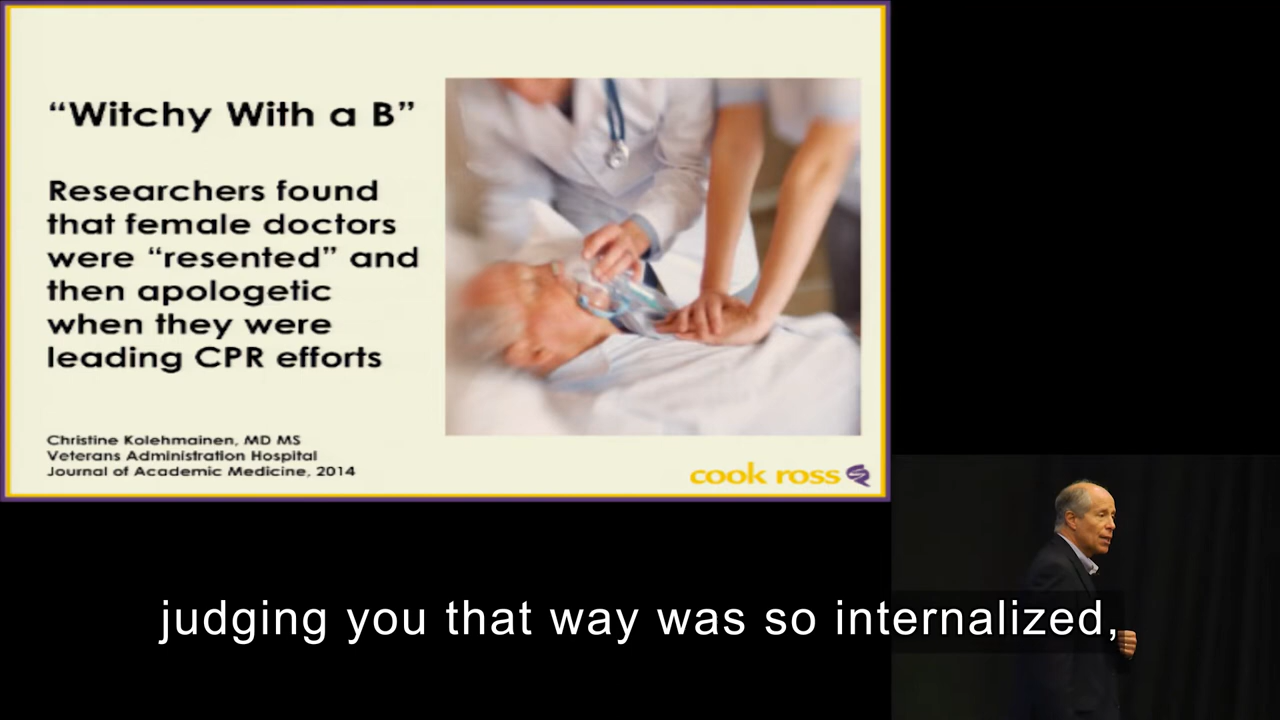 “Witchy With a B”
Researchers found
that female doctors
were “resented” and
then apologetic
when they were
leading CPR efforts
Christine Kolehmainen, MD MS
Veterans Administration Hospital
Journal of Academic Medicine, 2014
cook ross
judging you that way was so internalized,